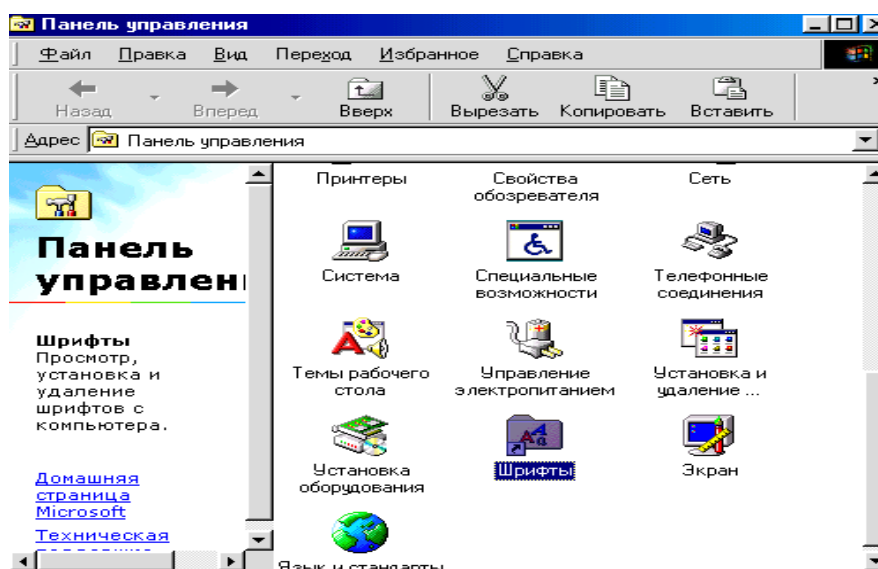 Панель управления
Файл Правка Вид Переход Избранное Справка
Назад Вперед Вверх Вырезать Копировать Вставить
Адрес Панель управления
Панель
управлени
Шрифты
Просмотр,
установка и
удаление
шрифтов с
компьютера.
Домашняя
страница
Microsoft
Техническая
Принтеры Свойства
обозревателя Сеть
Система Специальные
возможности Телефонные
соединения
Темы рабочего
стола Управление
электропитанием Установка и
удаление ...
Установка
оборудования Шрифты Экран
Язык и стандарты